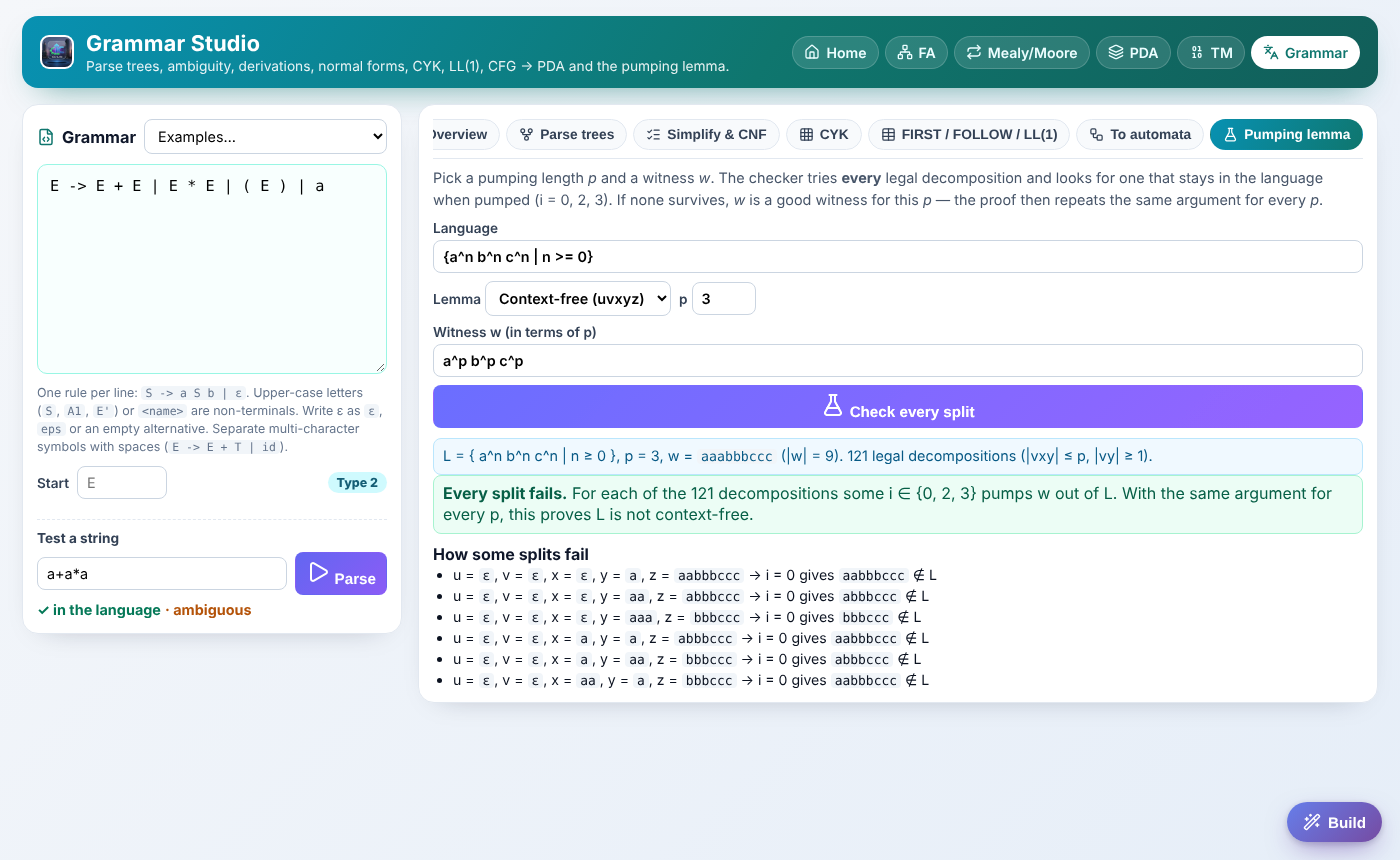 Grammar Studio
Parse trees, ambiguity, derivations, normal forms, CYK, LL(1), CFG → PDA and the pumping lemma.
Home
FA
Mealy/Moore
PDA
TM
Grammar
Grammar
Examples...
E -> E + E | E * E | ( E ) | a
One rule per line: S -> a S b | ε. Upper-case letters
(S, A1, E') or <name> are non-terminals. Write ε as ε,
eps or an empty alternative. Separate multi-character
symbols with spaces (E -> E + T | id).
Start
E
Type 2
Test a string
a+a*a
Parse
✓ in the language · ambiguous
Overview
Parse trees
Simplify & CNF
CYK
FIRST / FOLLOW / LL(1)
To automata
Pumping lemma
Pick a pumping length p and a witness w. The checker tries every legal decomposition and looks for one that stays in the language
when pumped (i = 0, 2, 3). If none survives, w is a good witness for this p — the proof then repeats the same argument for every p.
Language
{a^n b^n c^n | n >= 0}
Lemma
Context-free (uvxyz)
p
3
Witness w (in terms of p)
a^p b^p c^p
Check every split
L = { a^n b^n c^n | n ≥ 0 }, p = 3, w = aaabbbccc (|w| = 9). 121 legal decompositions (|vxy| ≤ p, |vy| ≥ 1).
Every split fails. For each of the 121 decompositions some i ∈ {0, 2, 3} pumps w out of L. With the same argument for
every p, this proves L is not context-free.
How some splits fail
• u = ε, v = ε, x = ε, y = a, z = aabbbccc → i = 0 gives aabbbccc ∉ L
• u = ε, v = ε, x = ε, y = aa, z = abbbccc → i = 0 gives abbbccc ∉ L
• u = ε, v = ε, x = ε, y = aaa, z = bbbccc → i = 0 gives bbbccc ∉ L
• u = ε, v = ε, x = a, y = a, z = abbbccc → i = 0 gives aabbbccc ∉ L
• u = ε, v = ε, x = a, y = aa, z = bbbccc → i = 0 gives abbbccc ∉ L
• u = ε, v = ε, x = aa, y = a, z = bbbccc → i = 0 gives aabbbccc ∉ L
Build